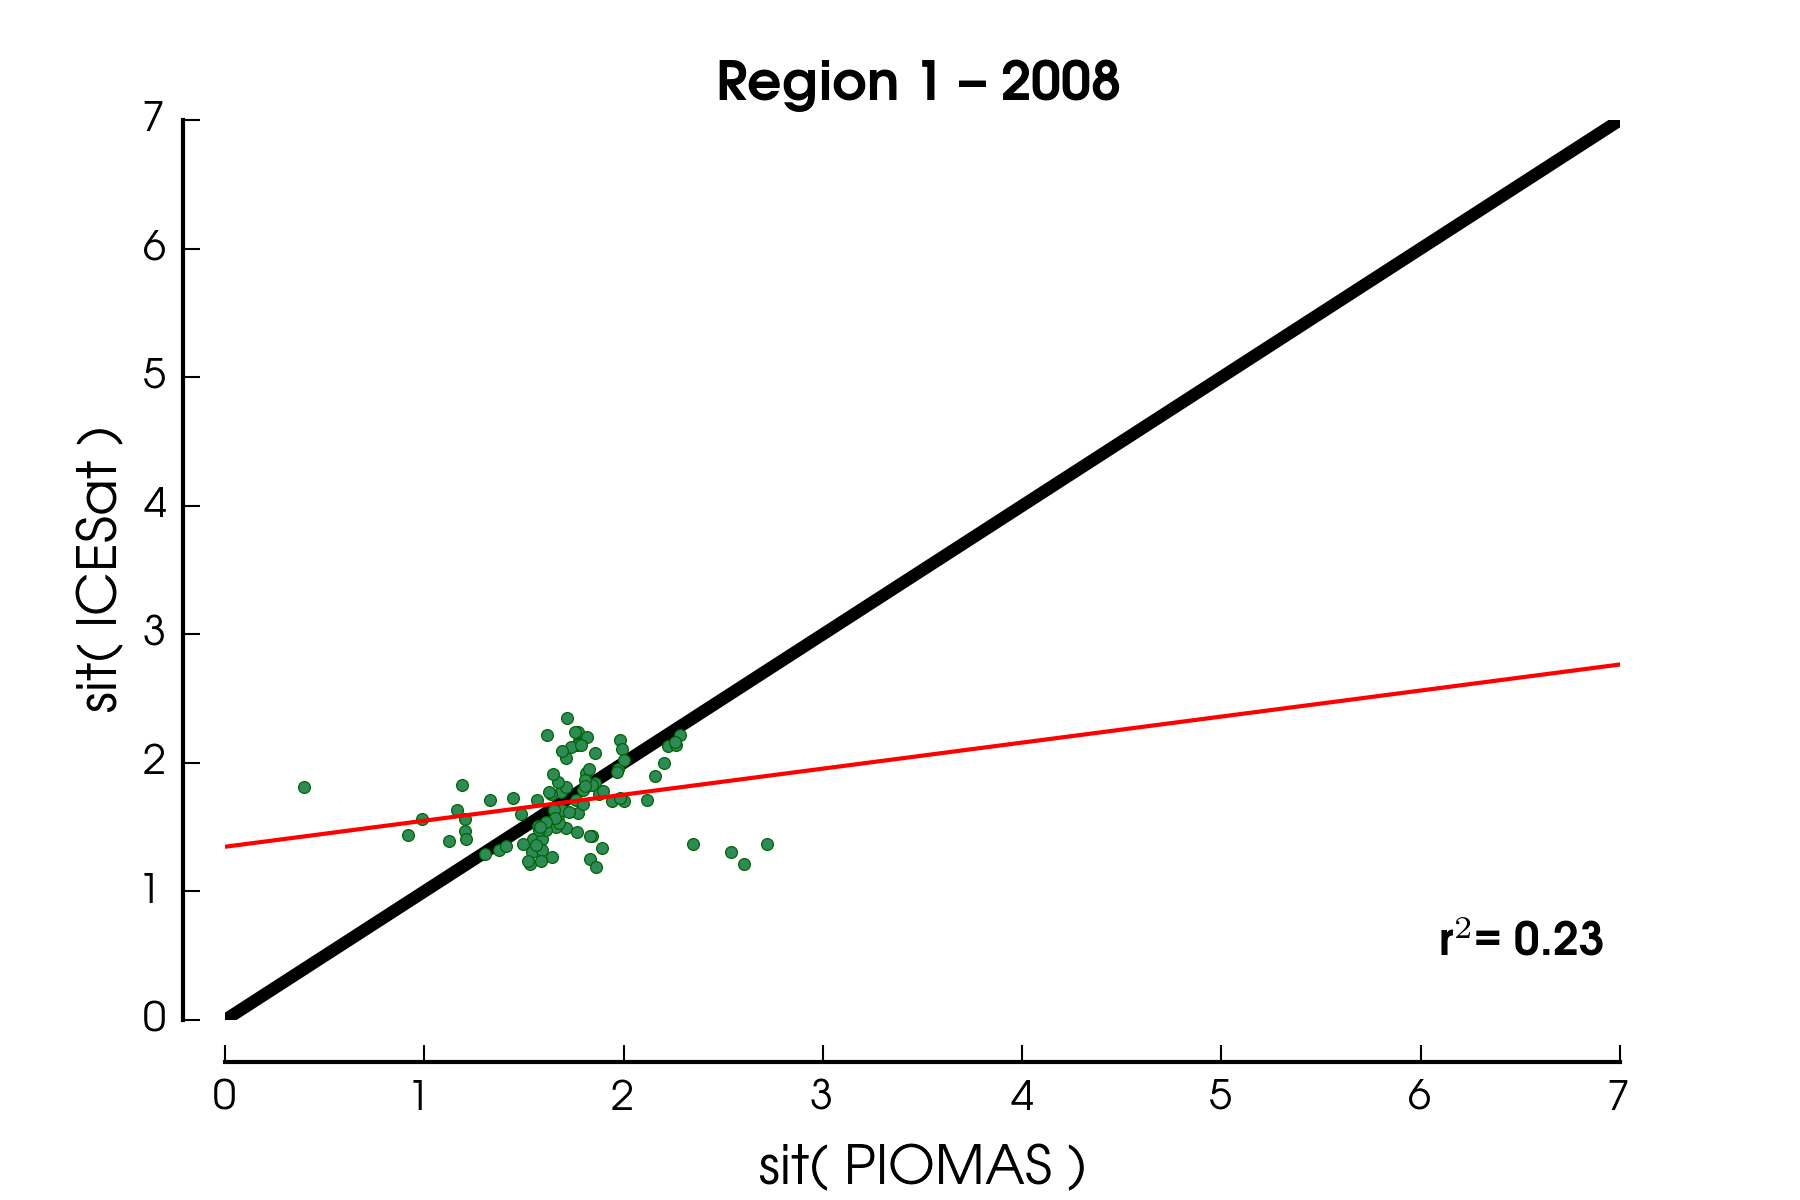 Region 1 – 2008
7
6
5
4
3
2
1
0
sit( ICESat )
r²= 0.23
0 1 2 3 4 5 6 7
sit( PIOMAS )